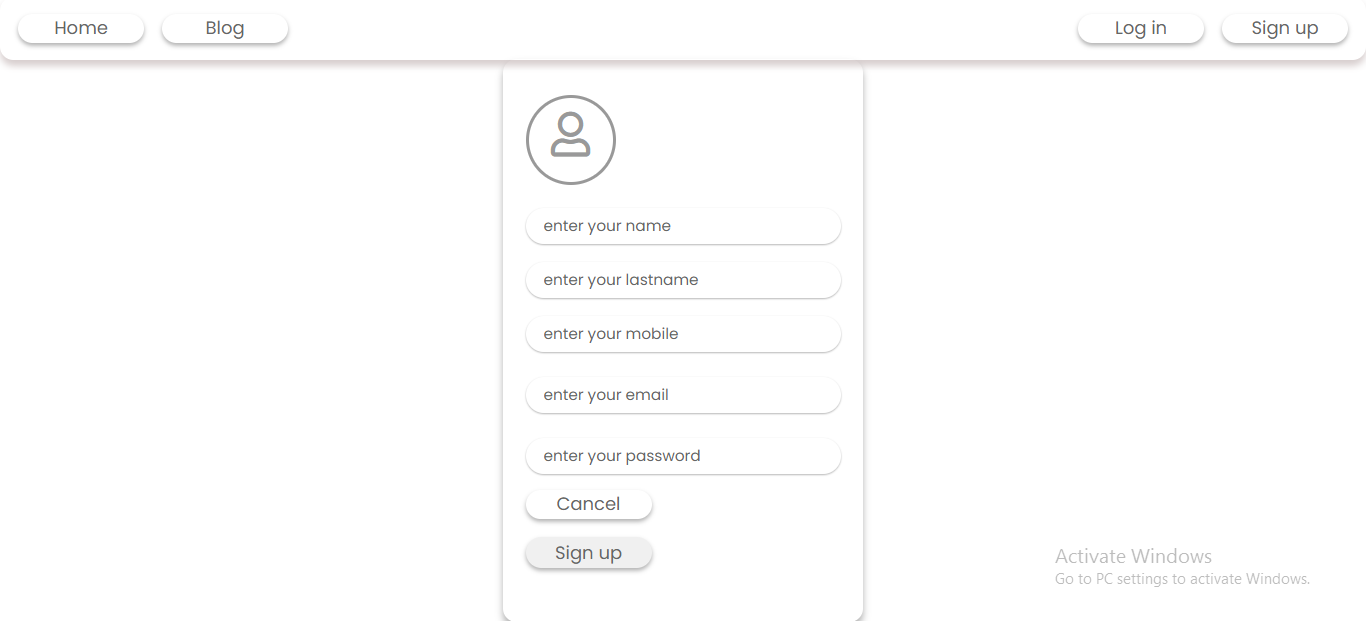 Home Blog Log in Sign up
enter your name
enter your lastname
enter your mobile
enter your email
enter your password
Cancel
Sign up
Activate Windows
Go to PC settings to activate Windows.